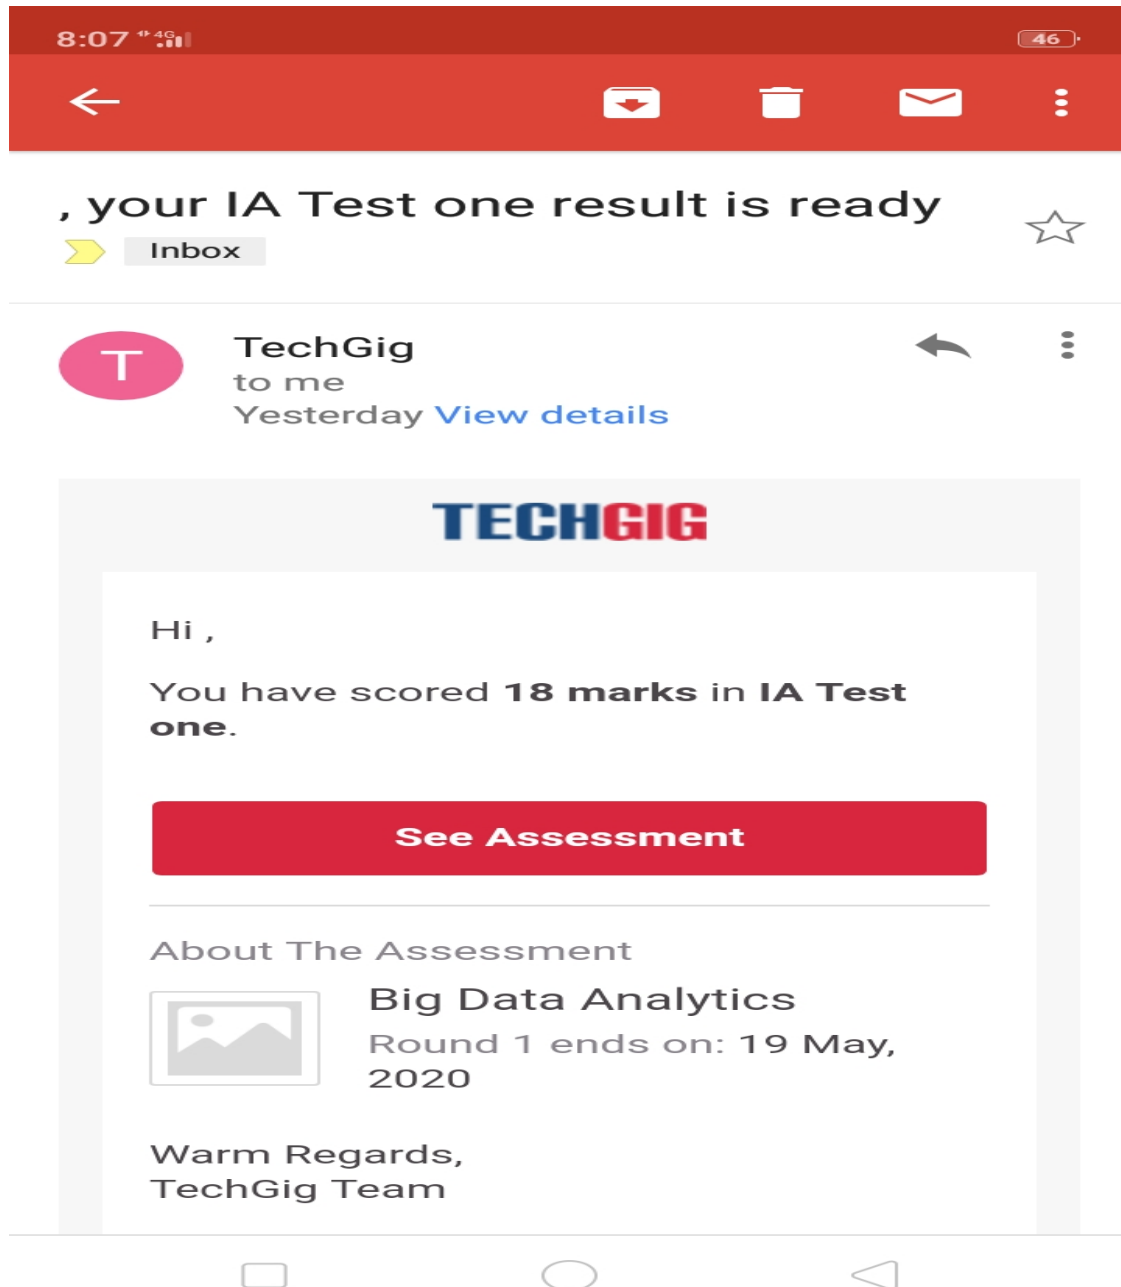 8:07 4G 46
, your IA Test one result is ready
Inbox
T
TechGig
to me
Yesterday View details
TECHGIG
Hi ,
You have scored 18 marks in IA Test
one.
See Assessment
About The Assessment
Big Data Analytics
Round 1 ends on: 19 May,
2020
Warm Regards,
TechGig Team